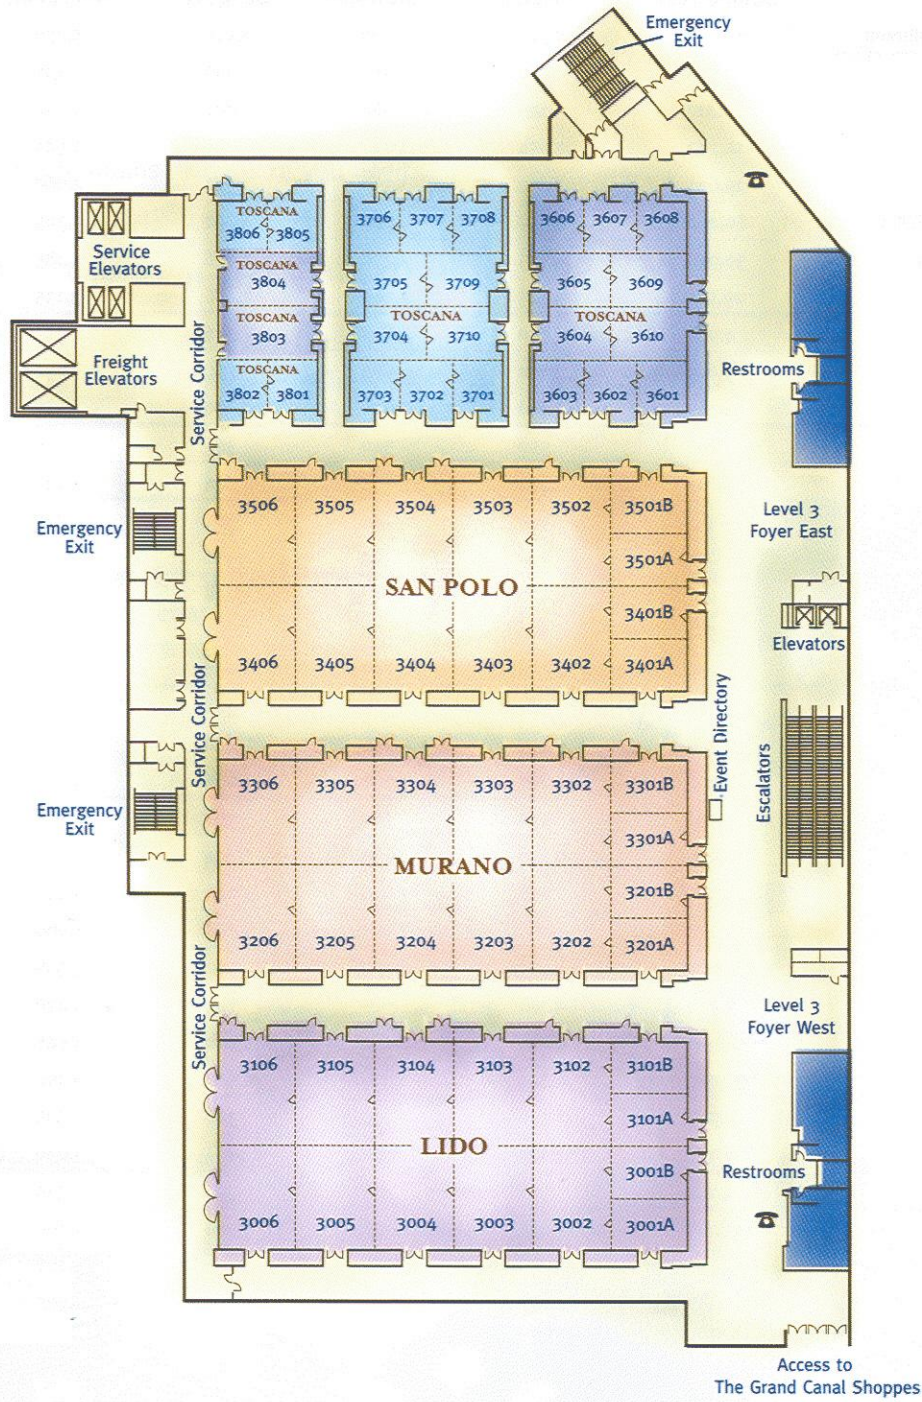 Emergency
Exit
TOSCANA
3806 3805
TOSCANA
3804
TOSCANA
3803
TOSCANA
3802 3801
3706 3707 3708
3705 3709
TOSCANA
3704 3710
3703 3702 3701
3606 3607 3608
3605 3609
TOSCANA
3604 3610
3603 3602 3601
Service
Elevators
Freight
Elevators
Service Corridor
Restrooms
Emergency
Exit
3506 3505 3504 3503 3502 3501B
3501A
SAN POLO
3401B
3406 3405 3404 3403 3402 3401A
Level 3
Foyer East
Elevators
Service Corridor
Event Directory
Escalators
Emergency
Exit
3306 3305 3304 3303 3302 3301B
3301A
MURANO
3201B
3206 3205 3204 3203 3202 3201A
Service Corridor
Level 3
Foyer West
3106 3105 3104 3103 3102 3101B
3101A
LIDO
3001B
3006 3005 3004 3003 3002 3001A
Restrooms
Access to
The Grand Canal Shoppes